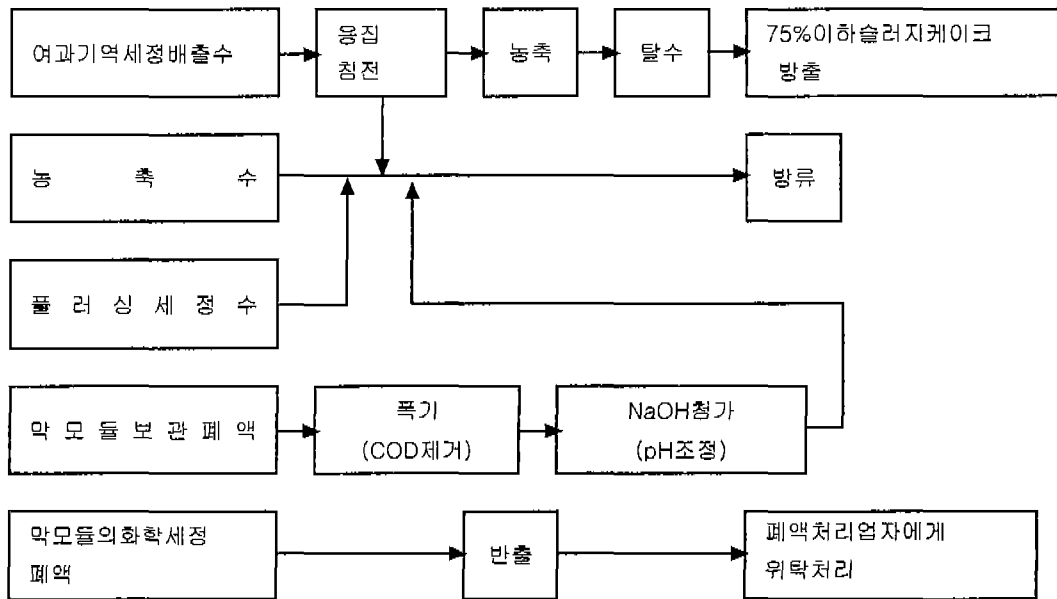 여과기역세정배출수
응집
침전
농축
탈수
75%이하슬러지케이크
방출
농 축 수
방류
플 러 싱 세 정 수
막 모 듈 보 관 폐 액
폭기
(COD제거)
NaOH첨가
(pH조정)
막모듈의화학세정
폐액
반출
폐액처리업자에게
위탁처리